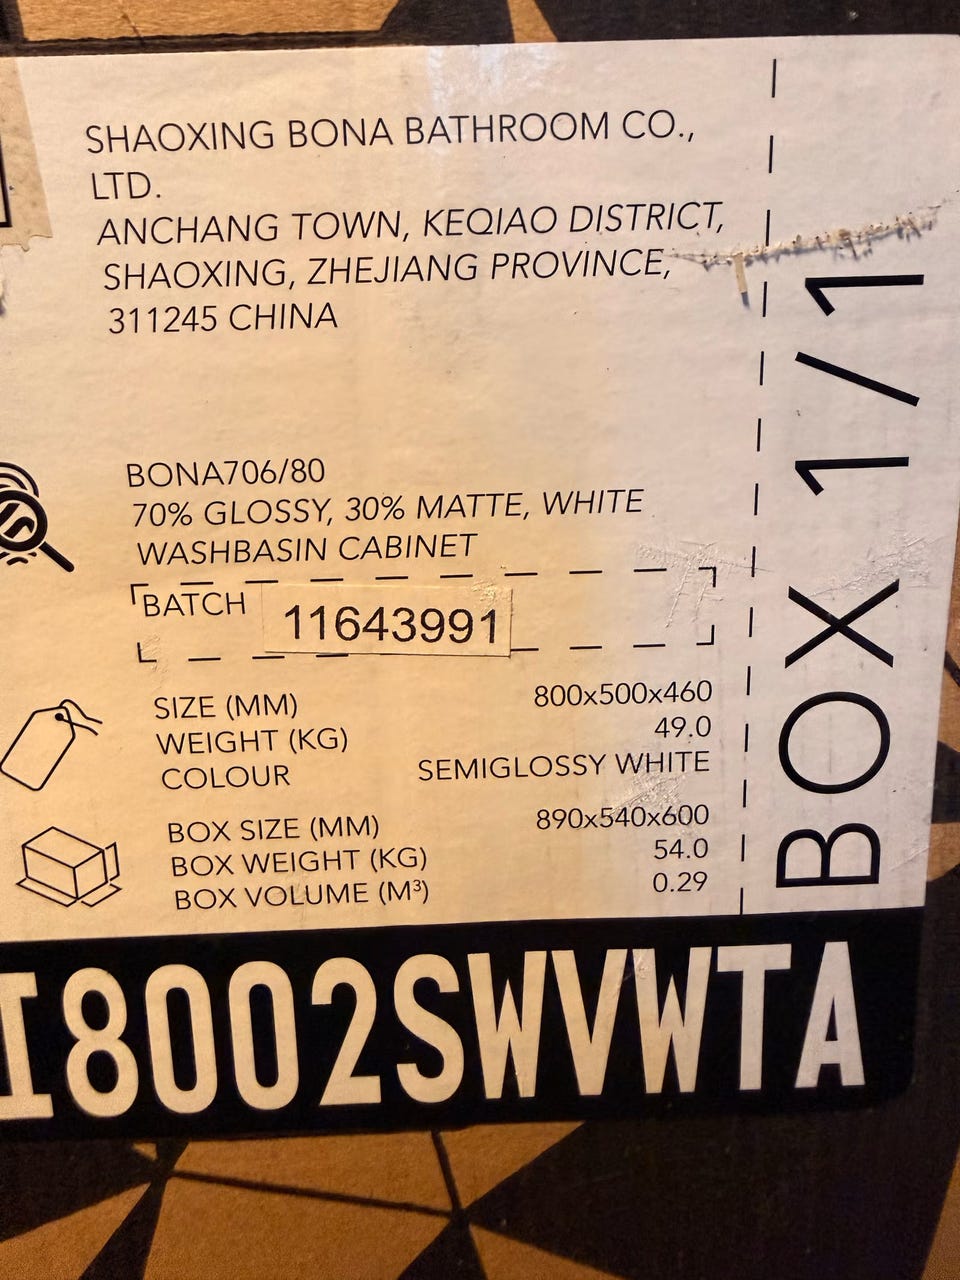 SHAOXING BONA BATHROOM CO.,
LTD.
ANCHANG TOWN, KEQIAO DISTRICT,
SHAOXING, ZHEJIANG PROVINCE,
311245 CHINA
BONA706/80
70% GLOSSY, 30% MATTE, WHITE
WASHBASIN CABINET
BATCH 11643991
SIZE (MM) 800x500x460
WEIGHT (KG) 49.0
COLOUR SEMIGLOSSY WHITE
BOX SIZE (MM) 890x540x600
BOX WEIGHT (KG) 54.0
BOX VOLUME (M³) 0.29
BOX 1/1
I8002SWVWTA